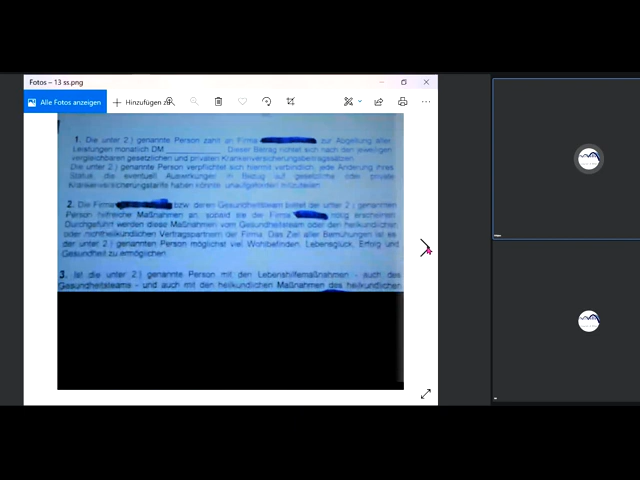 Fotos – 13 ss.png
Alle Fotos anzeigen
Hinzufügen zu
1. Die unter 2.) genannte Person zahlt an Firma zur Abgeltung aller
Leistungen monatlich DM Dieser Betrag richtet sich nach den jeweiligen
vergleichbaren gesetzlichen und privaten Krankenversicherungsbeitragssätzen.
Die unter 2.) genannte Person verpflichtet sich hiermit verbindlich, jede Änderung ihres
Status, die eventuell Auswirkungen in Bezug auf gesetzliche oder private
Krankenversicherungstarife haben könnte, unaufgefordert mitzuteilen.
2. Die Firma bzw. deren Gesundheitsteam bietet der unter 2.) genannten
Person hilfreiche Maßnahmen an, sobald sie die Firma nötig erscheinen.
Durchgeführt werden diese Maßnahmen vom Gesundheitsteam oder den heilkundlichen
oder nichtheilkundlichen Vertragspartnern der Firma. Das Ziel aller Bemühungen ist es
der unter 2.) genannten Person möglichst viel Wohlbefinden, Lebensglück, Erfolg und
Gesundheit zu ermöglichen.
3. Ist die unter 2.) genannte Person mit den Lebenshilfemaßnahmen - auch des
Gesundheitsteams - und auch mit den heilkundlichen Maßnahmen des heilkundlichen